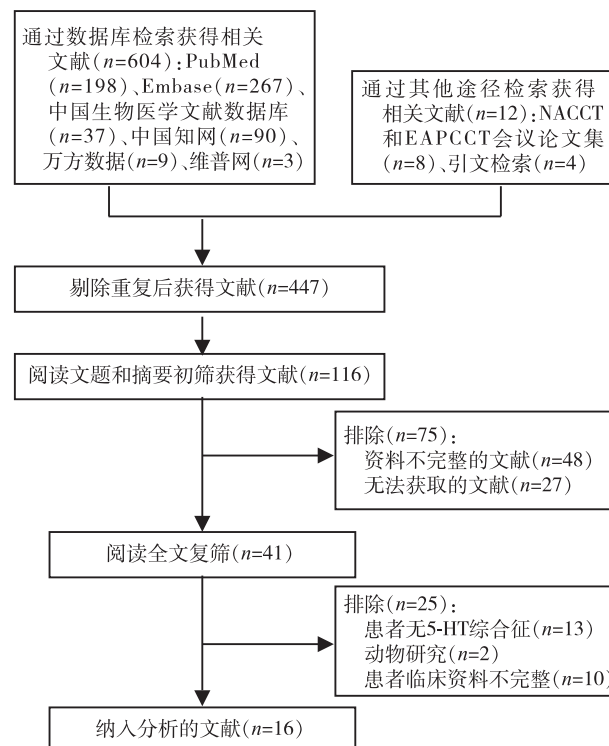 通过数据库检索获得相关
文献(n=604):PubMed
(n=198)、Embase(n=267)、
中国生物医学文献数据库
(n=37)、中国知网(n=90)、
万方数据(n=9)、维普网(n=3)
通过其他途径检索获得
相关文献(n=12):NACCT
和EAPCCT会议论文集
(n=8)、引文检索(n=4)
剔除重复后获得文献(n=447)
阅读文题和摘要初筛获得文献(n=116)
排除(n=75):
资料不完整的文献(n=48)
无法获取的文献(n=27)
阅读全文复筛(n=41)
排除(n=25):
患者无5-HT综合征(n=13)
动物研究(n=2)
患者临床资料不完整(n=10)
纳入分析的文献(n=16)